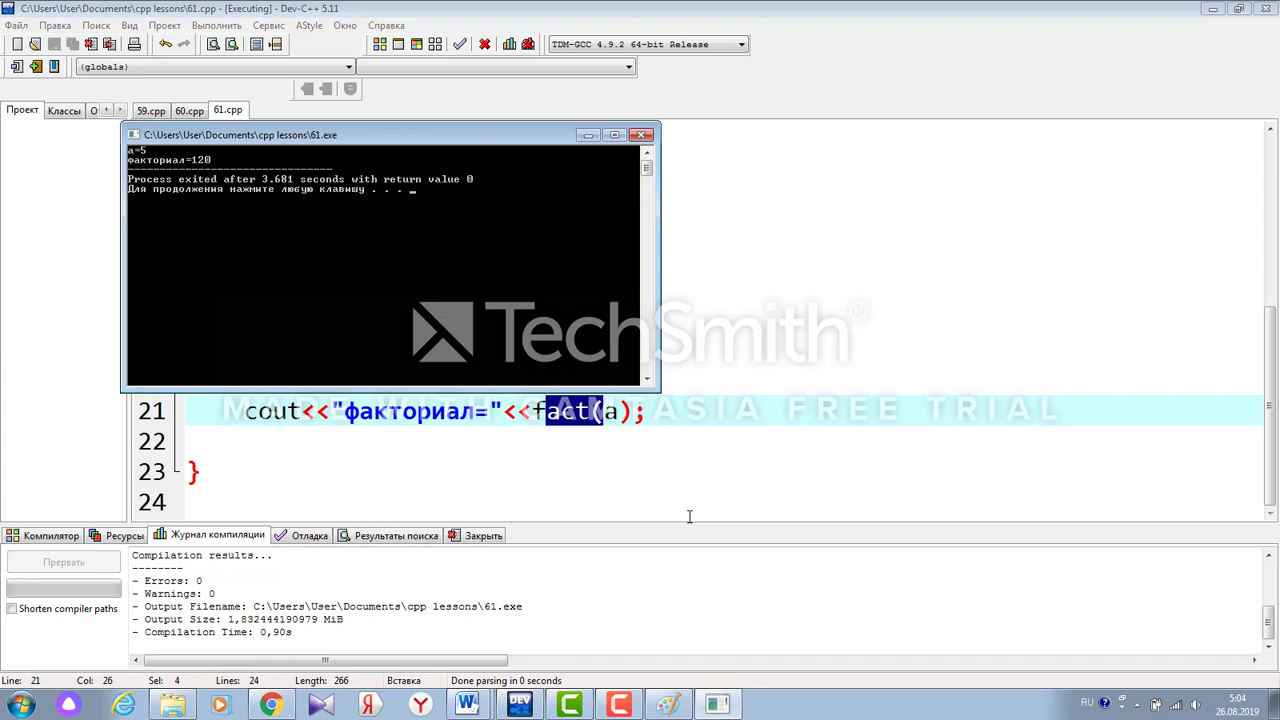 C:\Users\User\Documents\cpp lessons\61.cpp - [Executing] - Dev-C++ 5.11
Файл Правка Поиск Вид Проект Выполнить Сервис AStyle Окно Справка
TDM-GCC 4.9.2 64-bit Release
(globals)
Проект Классы О 59.cpp 60.cpp 61.cpp
C:\Users\User\Documents\cpp lessons\61.exe
a=5
факториал=120
--------------------------------
Process exited after 3.681 seconds with return value 0
Для продолжения нажмите любую клавишу . . . _
TechSmith®
MADE WITH CAMTASIA FREE TRIAL
21 cout<<"факториал="<<fact(a);
22
23 }
24
Компилятор Ресурсы Журнал компиляции Отладка Результаты поиска Закрыть
Прервать
Shorten compiler paths
Compilation results...
--------
- Errors: 0
- Warnings: 0
- Output Filename: C:\Users\User\Documents\cpp lessons\61.exe
- Output Size: 1,832444190979 MiB
- Compilation Time: 0,90s
Line: 21 Col: 26 Sel: 4 Lines: 24 Length: 266 Вставка Done parsing in 0 seconds
RU 5:04
26.08.2019